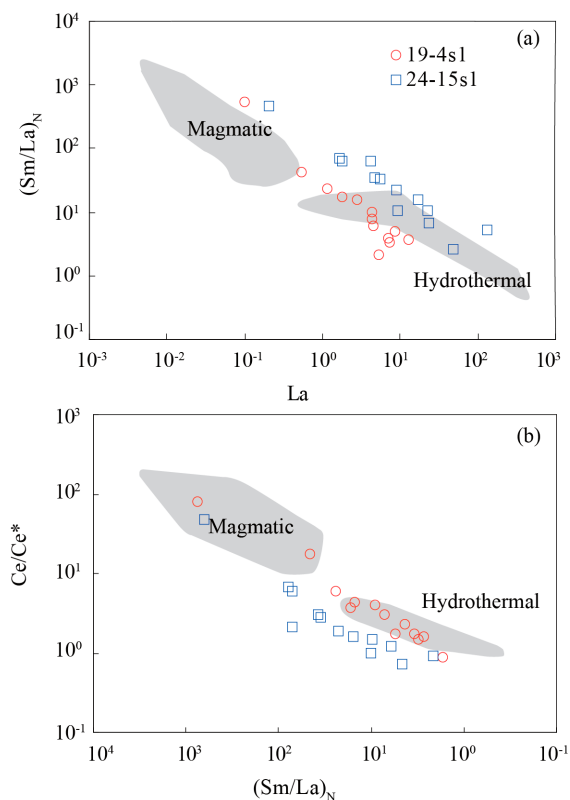 10⁴
(a)
19-4s1
24-15s1
10³
Magmatic
10²
(Sm/La)N
10¹
10⁰
Hydrothermal
10⁻¹
10⁻³ 10⁻² 10⁻¹ 10⁰ 10¹ 10² 10³
La
10³
(b)
10²
Magmatic
Ce/Ce*
10¹
Hydrothermal
10⁰
10⁻¹
10⁴ 10³ 10² 10¹ 10⁰ 10⁻¹
(Sm/La)N